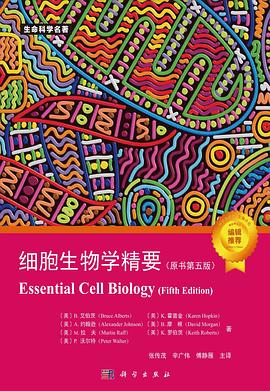 生命科学名著
编辑
推荐
细胞生物学精要（原书第五版）
Essential Cell Biology (Fifth Edition)
〔美〕B. 艾伯茨 (Bruce Alberts) 〔美〕K. 霍普金 (Karen Hopkin)
〔美〕A. 约翰逊 (Alexander Johnson) 〔美〕D. 摩 根 (David Morgan)
〔美〕M. 拉 夫 (Martin Raff) 〔英〕K. 罗伯茨 (Keith Roberts) 著
〔美〕P. 沃尔特 (Peter Walter)
张传茂 辛广伟 傅静雁 主译
科学出版社